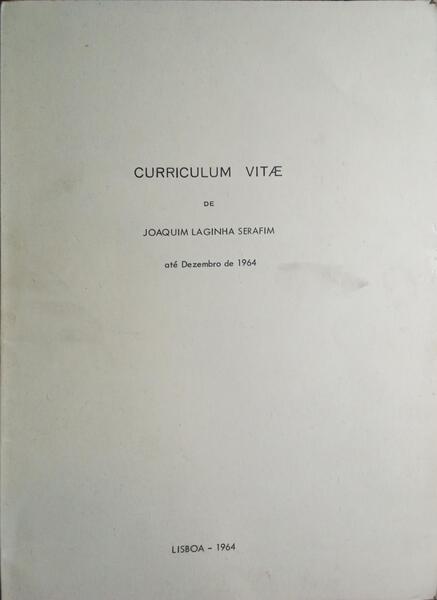 CURRICULUM VITÆ
DE
JOAQUIM LAGINHA SERAFIM
até Dezembro de 1964
LISBOA – 1964